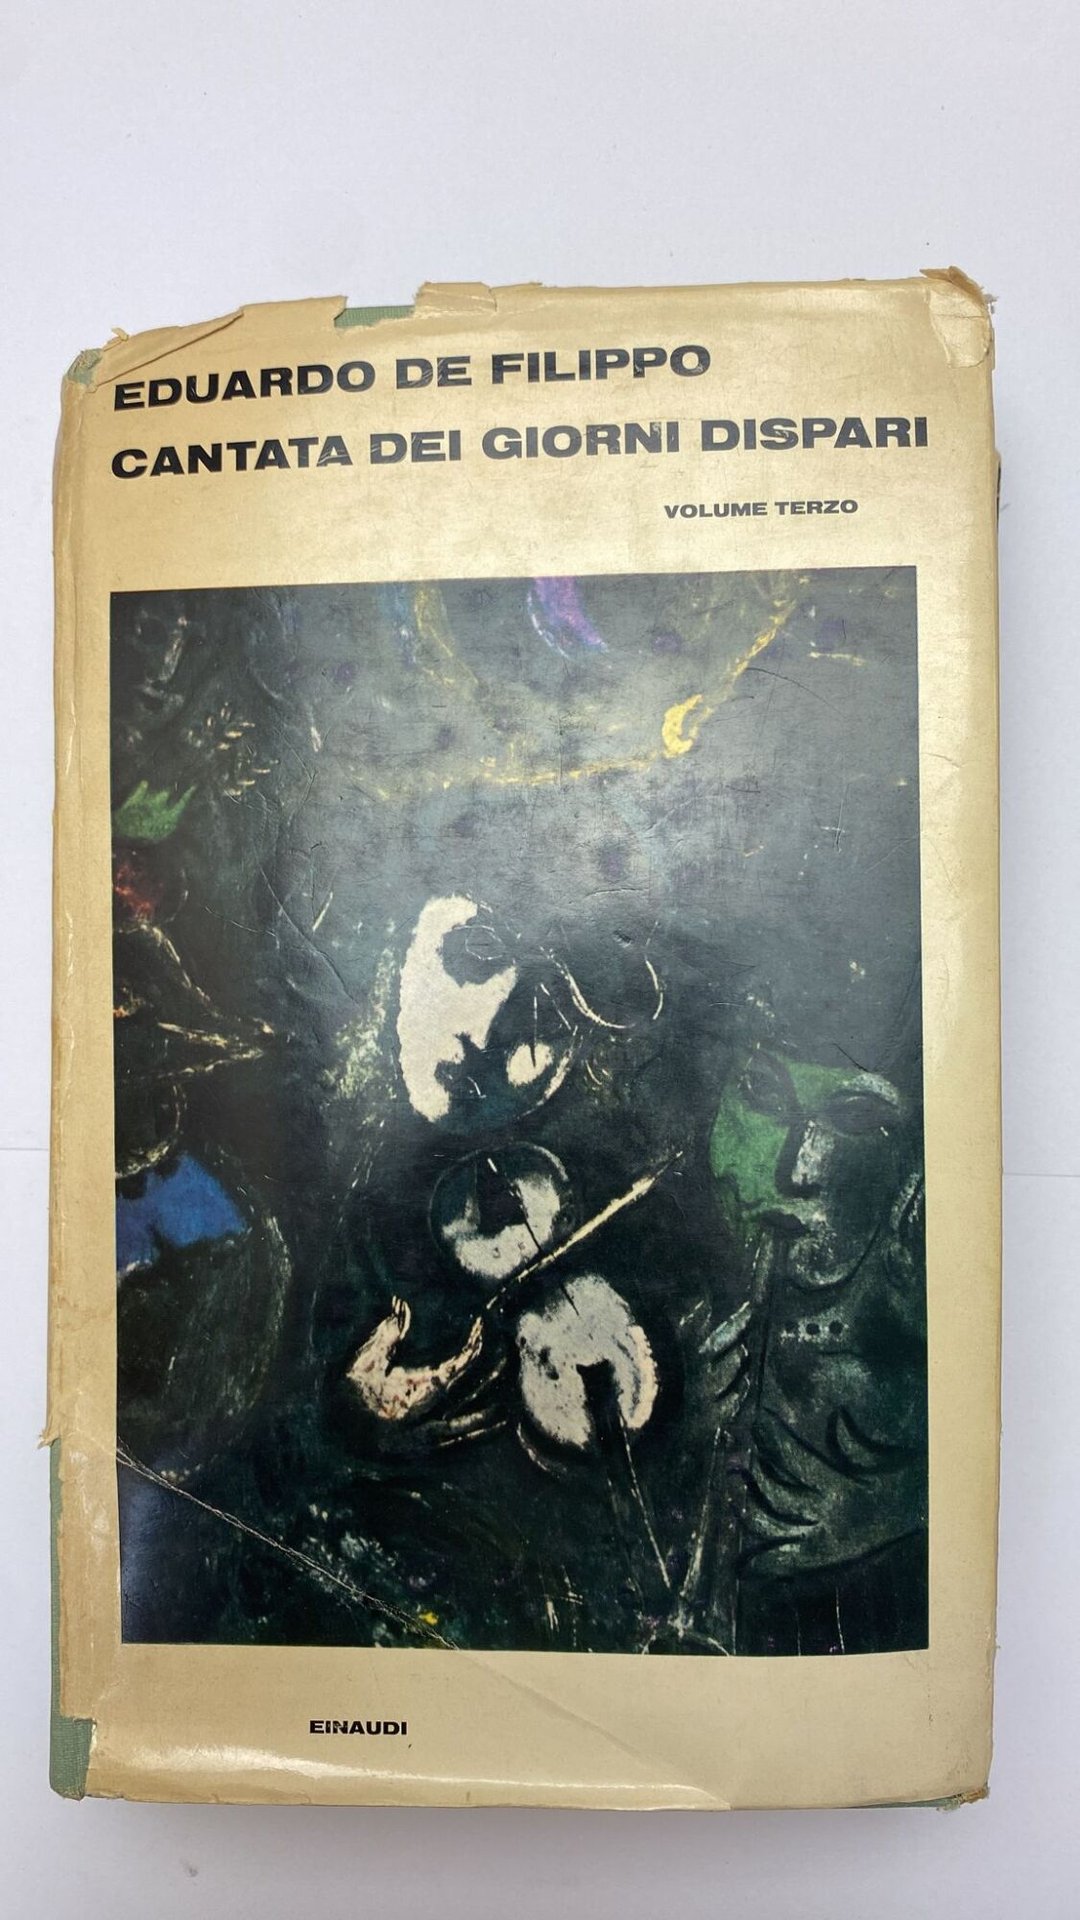 EDUARDO DE FILIPPO
CANTATA DEI GIORNI DISPARI
VOLUME TERZO
EINAUDI